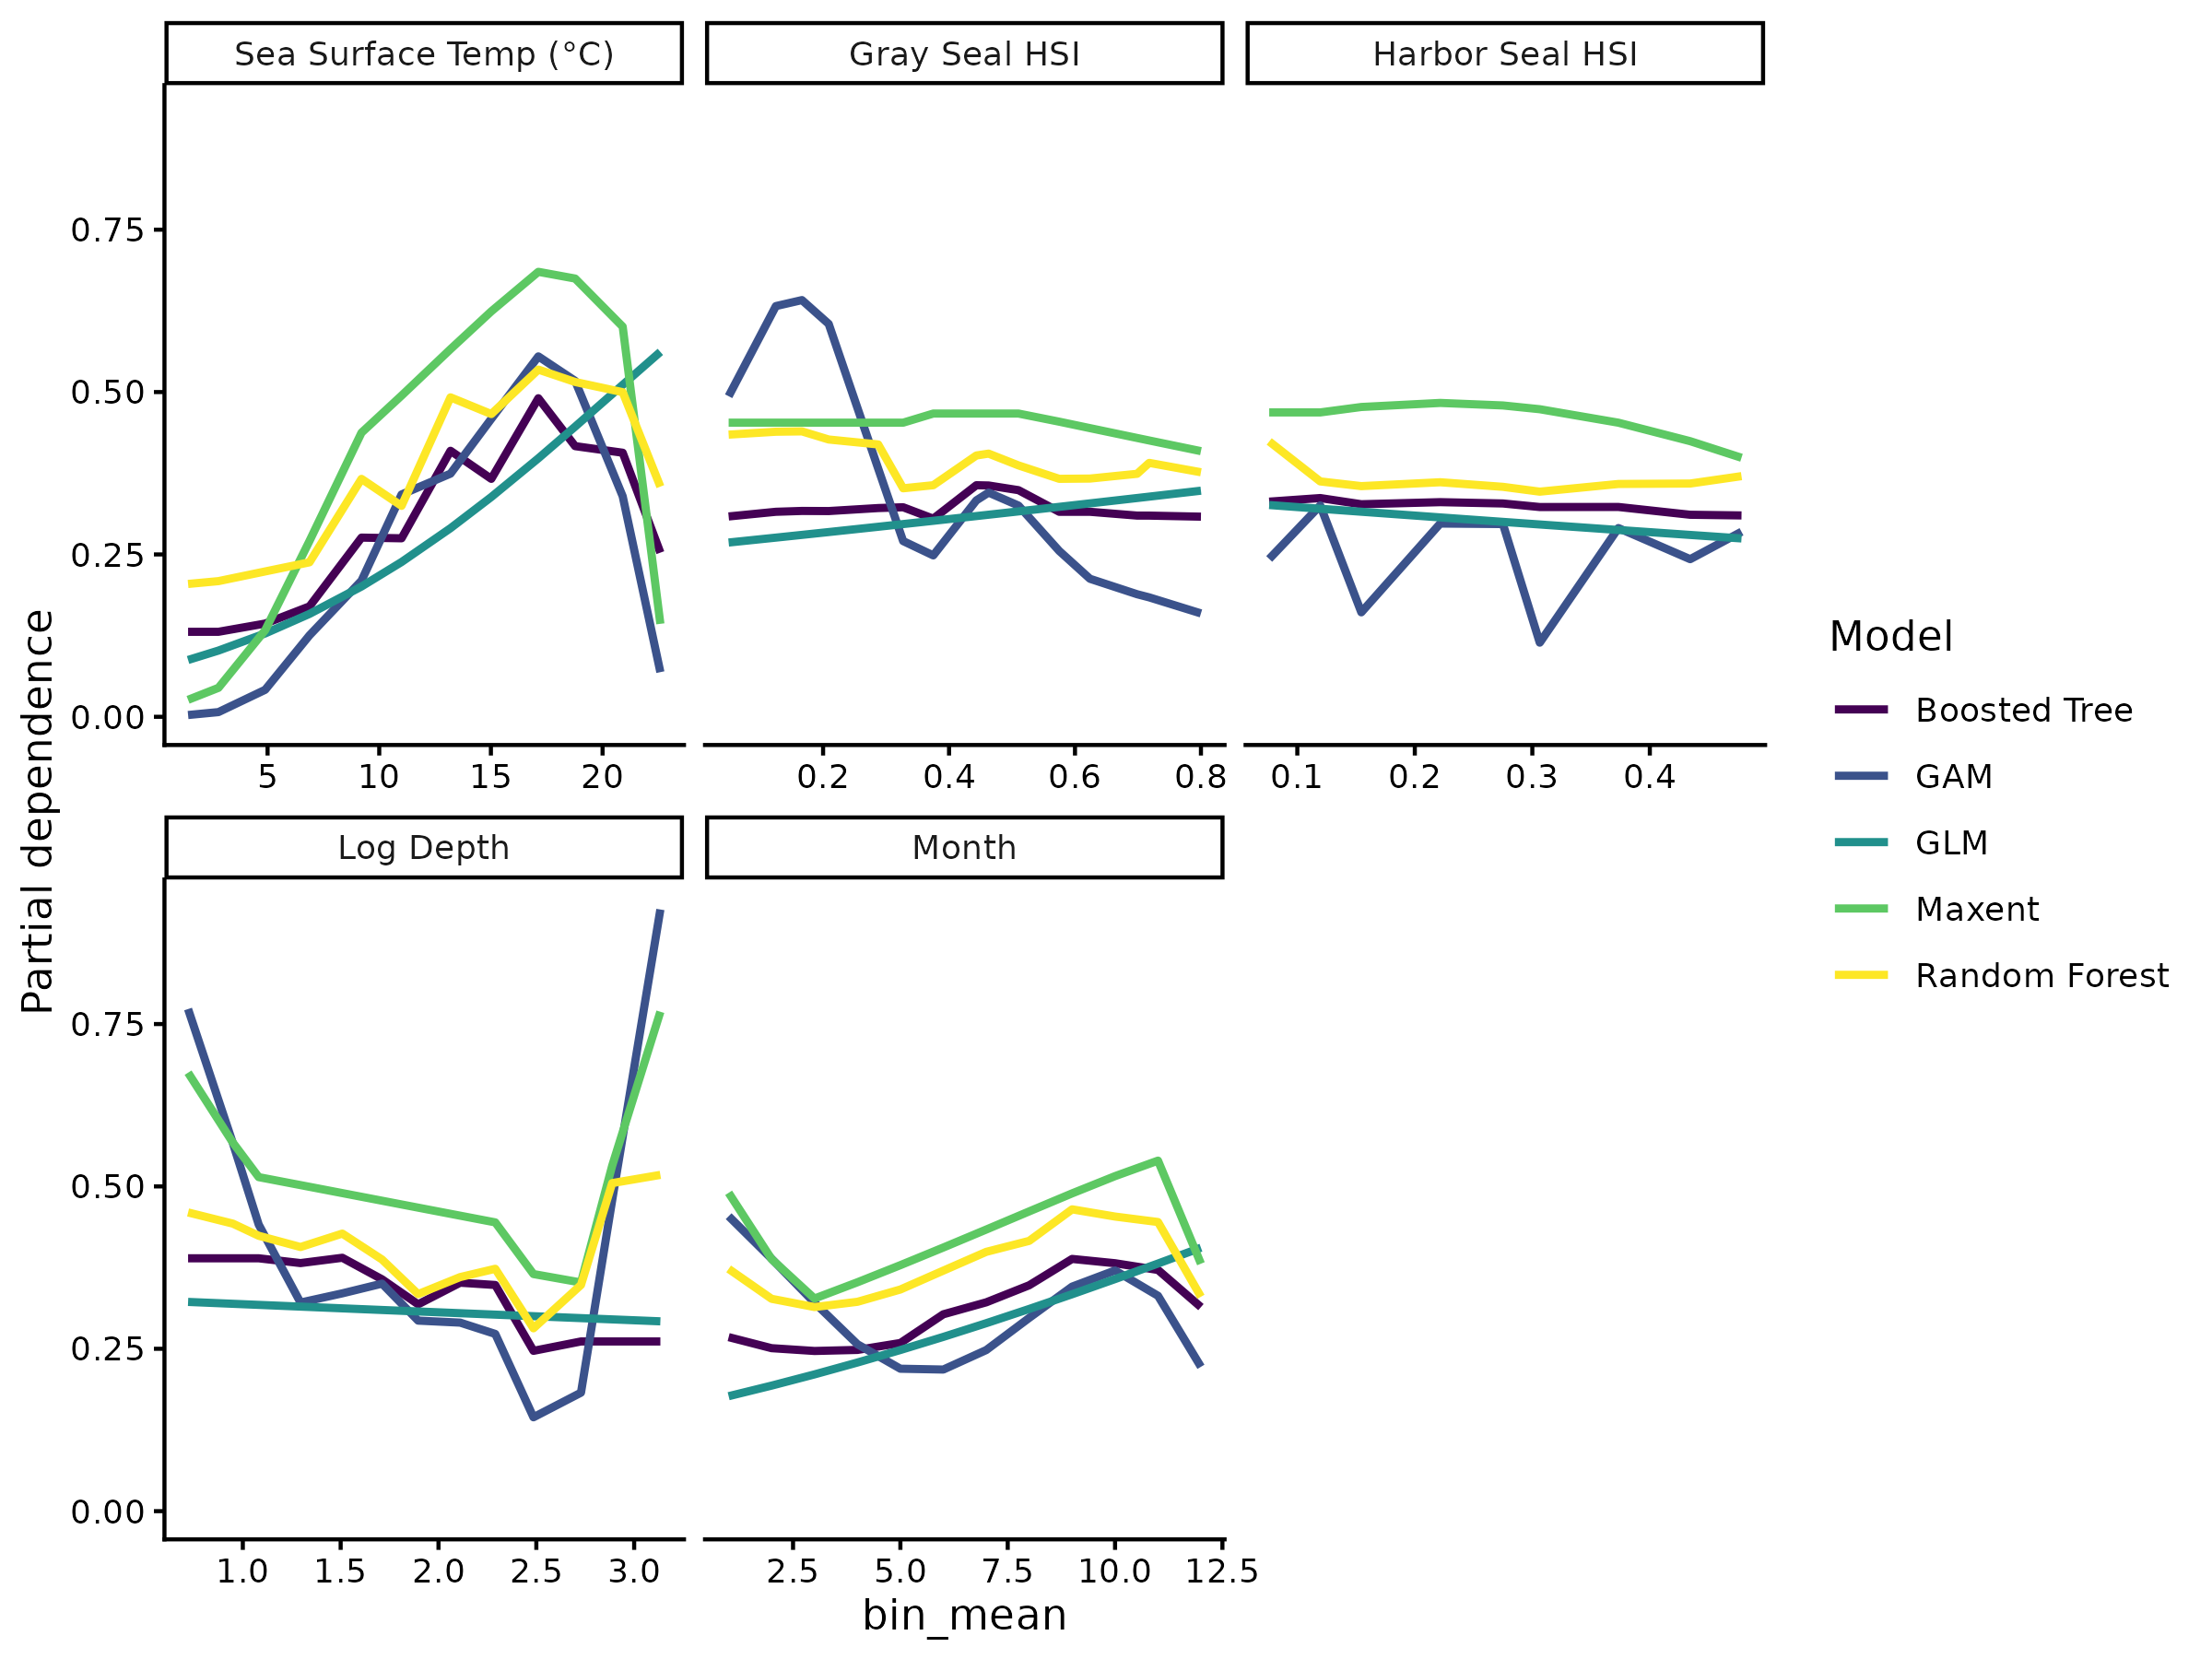 Sea Surface Temp (°C)
Gray Seal HSI
Harbor Seal HSI
0.75
0.50
0.25
0.00
5 10 15 20
0.2 0.4 0.6 0.8
0.1 0.2 0.3 0.4
Partial dependence
Log Depth
Month
0.75
0.50
0.25
0.00
1.0 1.5 2.0 2.5 3.0
2.5 5.0 7.5 10.0 12.5
bin_mean
Model
Boosted Tree
GAM
GLM
Maxent
Random Forest